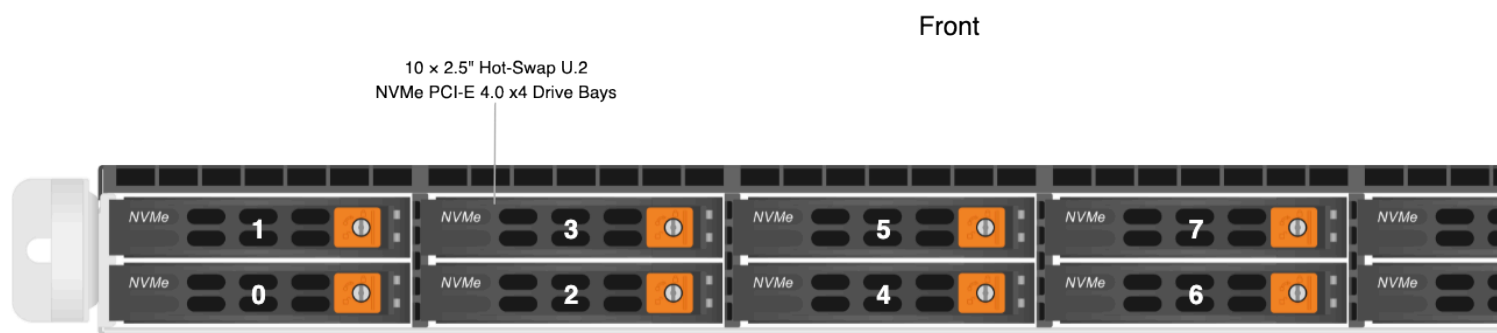 Front
10 × 2.5" Hot-Swap U.2
NVMe PCI-E 4.0 x4 Drive Bays
NVMe 1 NVMe 3 NVMe 5 NVMe 7 NVMe
NVMe 0 NVMe 2 NVMe 4 NVMe 6 NVMe